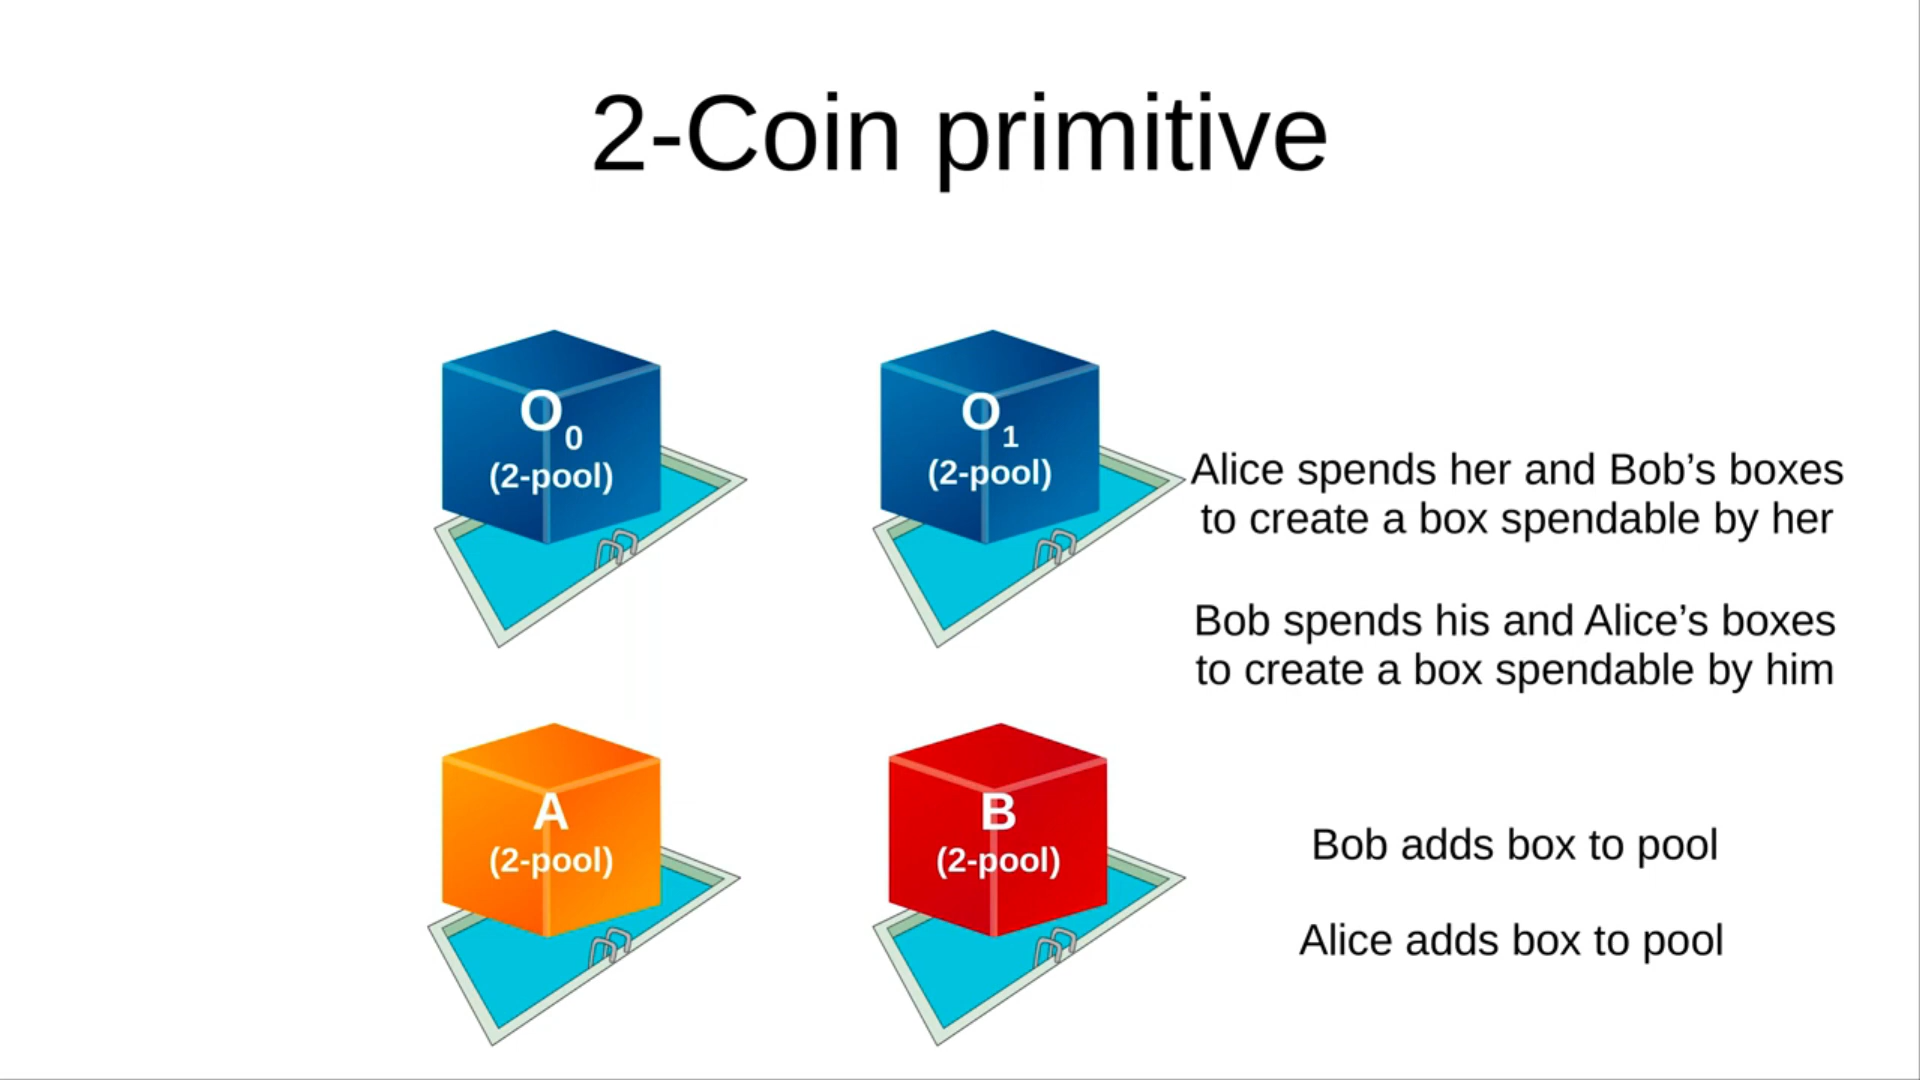 2-Coin primitive
O0
(2-pool)
O1
(2-pool)
Alice spends her and Bob’s boxes
to create a box spendable by her
Bob spends his and Alice’s boxes
to create a box spendable by him
A
(2-pool)
B
(2-pool)
Bob adds box to pool
Alice adds box to pool